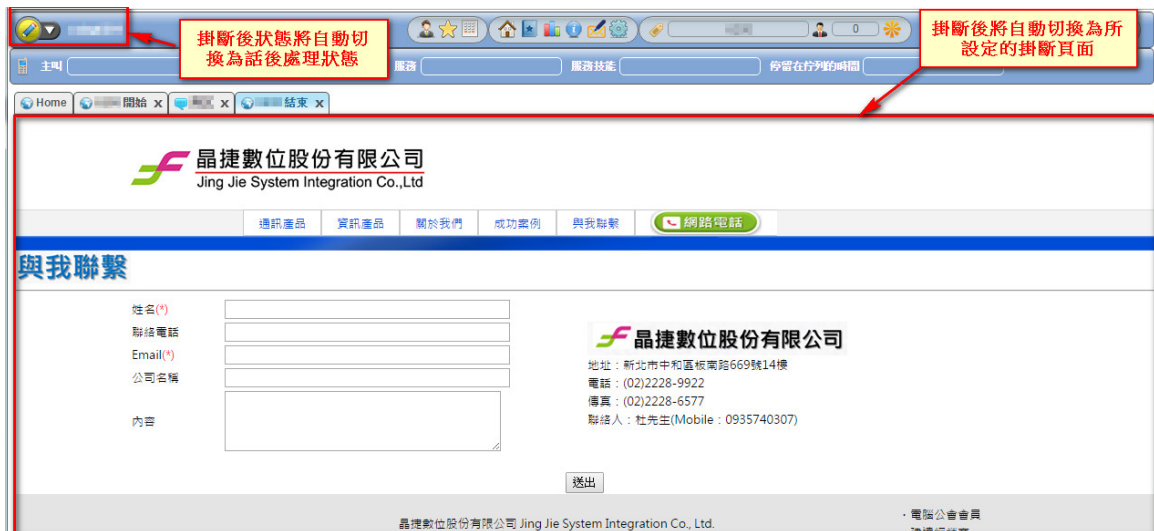 掛斷後狀態將自動切
換為話後處理狀態
掛斷後將自動切換為所
設定的掛斷頁面
0
主叫
服務
服務技能
停留在佇列的時間
Home
開始 x
x
結束 x
晶捷數位股份有限公司
Jing Jie System Integration Co.,Ltd
通訊產品 資訊產品 關於我們 成功案例 與我聯繫 網路電話
與我聯繫
姓名(*)
聯絡電話
Email(*)
公司名稱
內容
晶捷數位股份有限公司
地址：新北市中和區板南路669號14樓
電話：(02)2228-9922
傳真：(02)2228-6577
聯絡人：杜先生(Mobile：0935740307)
送出
晶捷數位股份有限公司 Jing Jie System Integration Co., Ltd.
· 電腦公會會員